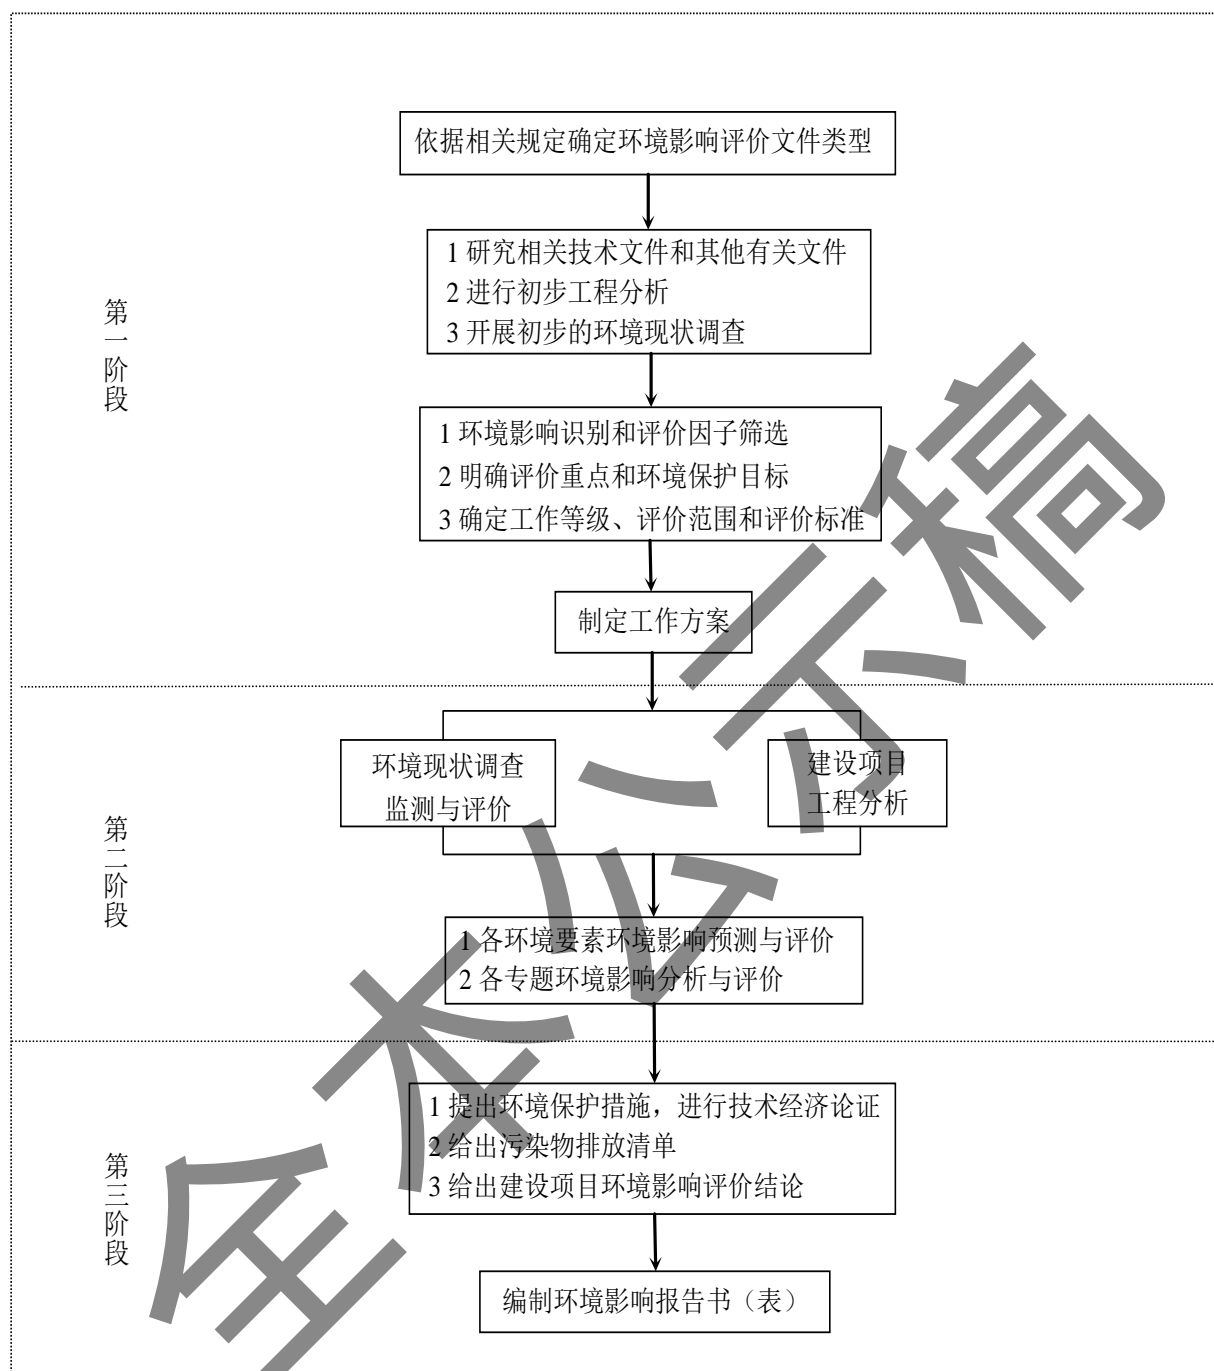 依据相关规定确定环境影响评价文件类型
1 研究相关技术文件和其他有关文件
2 进行初步工程分析
3 开展初步的环境现状调查
第一阶段
1 环境影响识别和评价因子筛选
2 明确评价重点和环境保护目标
3 确定工作等级、评价范围和评价标准
制定工作方案
环境现状调查
监测与评价
建设项目
工程分析
第二阶段
1 各环境要素环境影响预测与评价
2 各专题环境影响分析与评价
1 提出环境保护措施，进行技术经济论证
2 给出污染物排放清单
3 给出建设项目环境影响评价结论
第三阶段
编制环境影响报告书（表）
全本公示稿